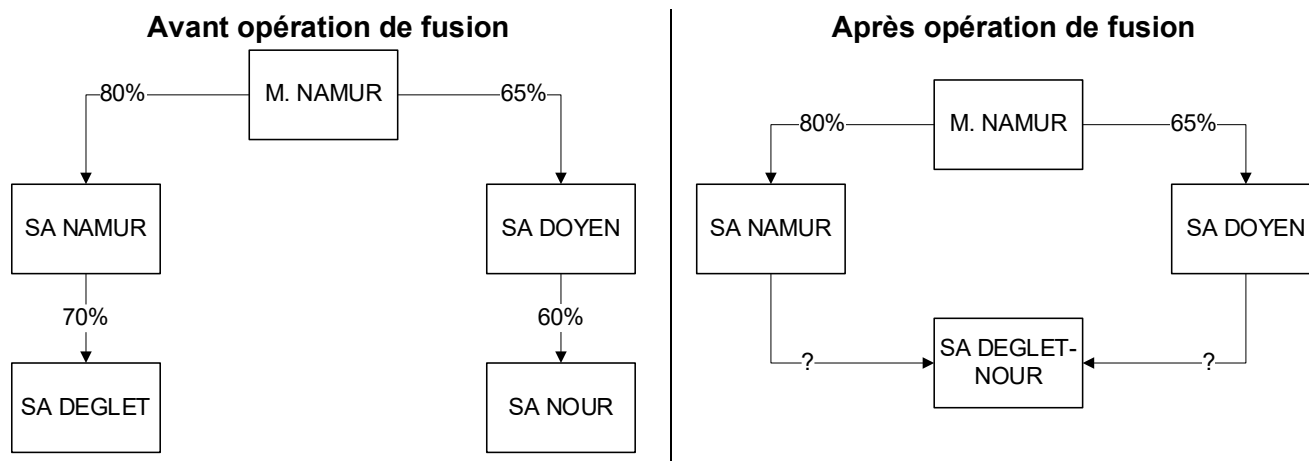 Avant opération de fusion
M. NAMUR
80%
65%
SA NAMUR
SA DOYEN
70%
60%
SA DEGLET
SA NOUR
Après opération de fusion
M. NAMUR
80%
65%
SA NAMUR
SA DOYEN
SA DEGLET-
NOUR
?
?